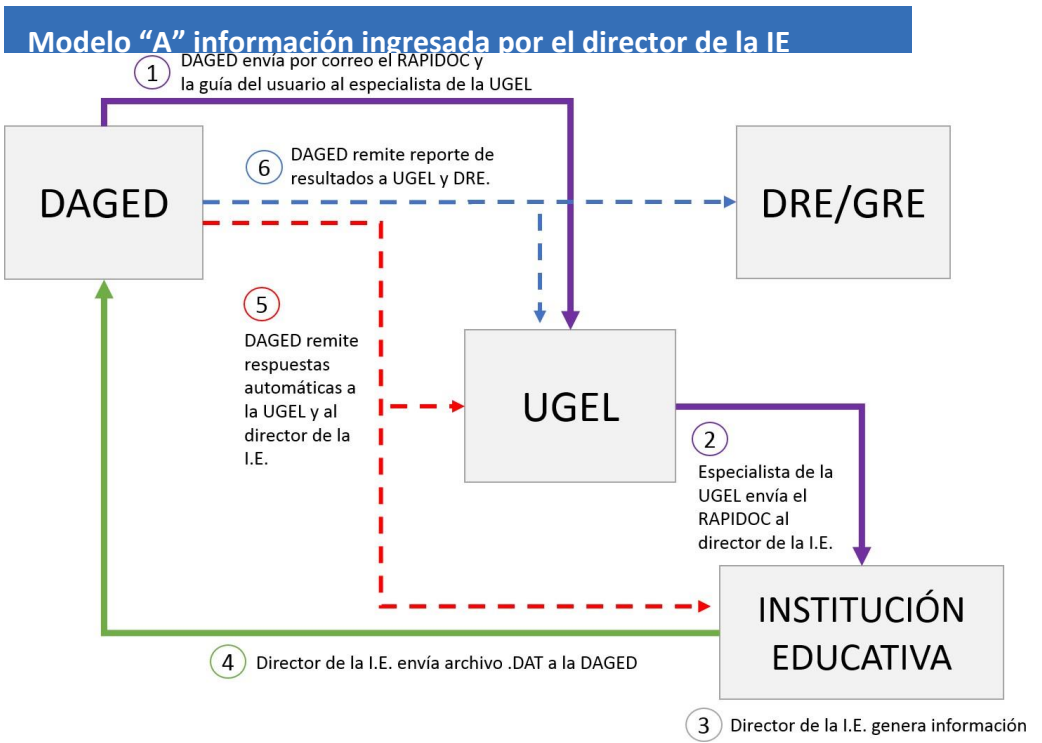 Modelo “A” información ingresada por el director de la IE
1
DAGED envía por correo el RAPIDOC y
la guía del usuario al especialista de la UGEL
DAGED
6
DAGED remite reporte de
resultados a UGEL y DRE.
DRE/GRE
5
DAGED remite
respuestas
automáticas a
la UGEL y al
director de la
I.E.
UGEL
2
Especialista de la
UGEL envía el
RAPIDOC al
director de la I.E.
INSTITUCIÓN
EDUCATIVA
4
Director de la I.E. envía archivo .DAT a la DAGED
3
Director de la I.E. genera información